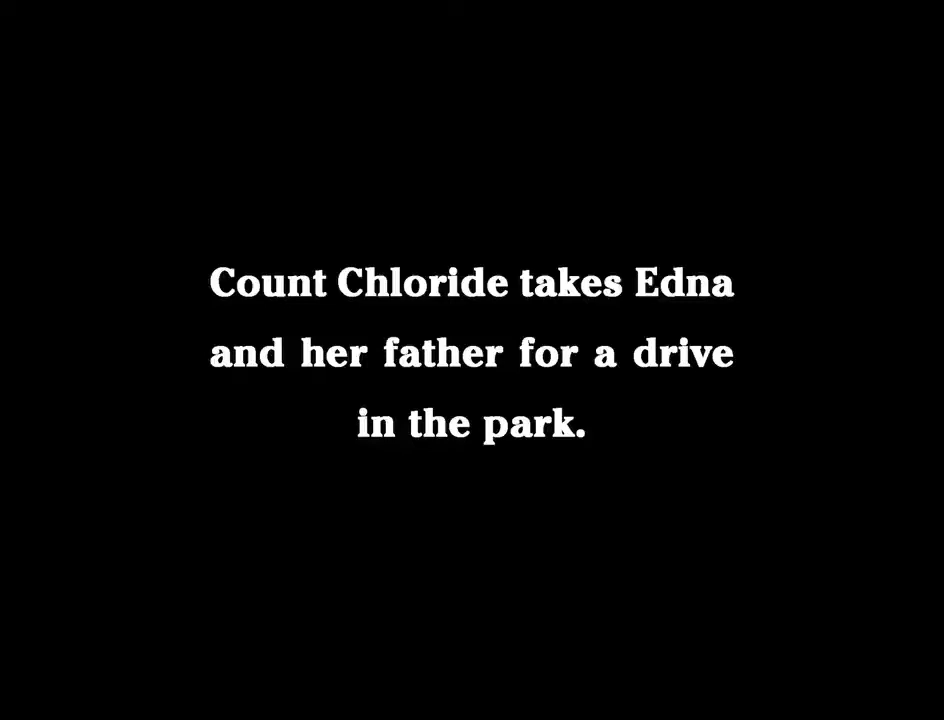 Count Chloride takes Edna
and her father for a drive
in the park.